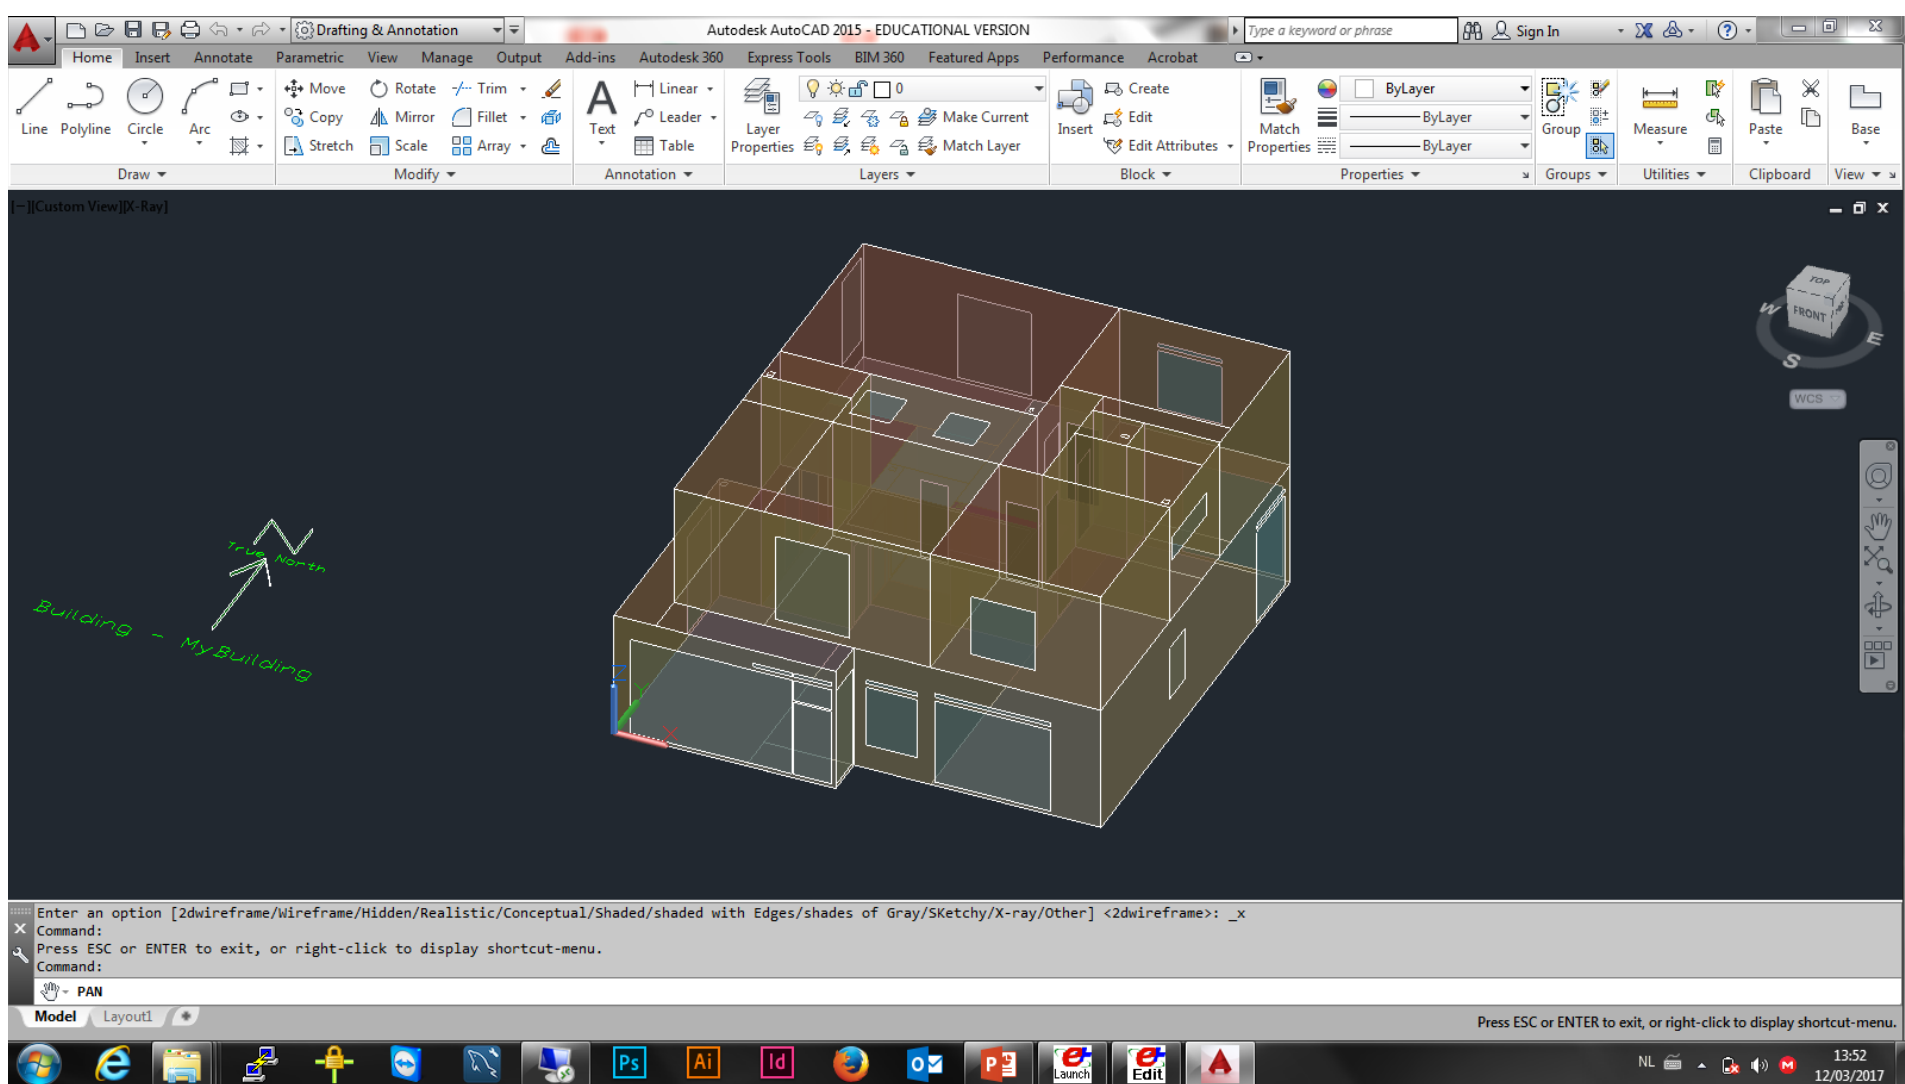 Drafting & Annotation
Autodesk AutoCAD 2015 - EDUCATIONAL VERSION
Type a keyword or phrase
Sign In
Home Insert Annotate Parametric View Manage Output Add-ins Autodesk 360 Express Tools BIM 360 Featured Apps Performance Acrobat
Line Polyline Circle Arc
Move Rotate Trim
Copy Mirror Fillet
Stretch Scale Array
Text
Linear
Leader
Table
Layer Properties
0
Make Current
Match Layer
Insert
Create
Edit
Edit Attributes
Match Properties
ByLayer
ByLayer
ByLayer
Group
Measure
Paste
Base
Draw Modify Annotation Layers Block Properties Groups Utilities Clipboard View
[−][Custom View][X-Ray]
TOP
FRONT
W
S
E
WCS
N
True North
Building - MyBuilding
Z
Y
X
Enter an option [2dwireframe/Wireframe/Hidden/Realistic/Conceptual/Shaded/shaded with Edges/shades of Gray/SKetchy/X-ray/Other] <2dwireframe>: _x
Command:
Press ESC or ENTER to exit, or right-click to display shortcut-menu.
Command:
PAN
Model Layout1
Press ESC or ENTER to exit, or right-click to display shortcut-menu.
Ps Ai Id
Launch
Edit
NL
13:52
12/03/2017